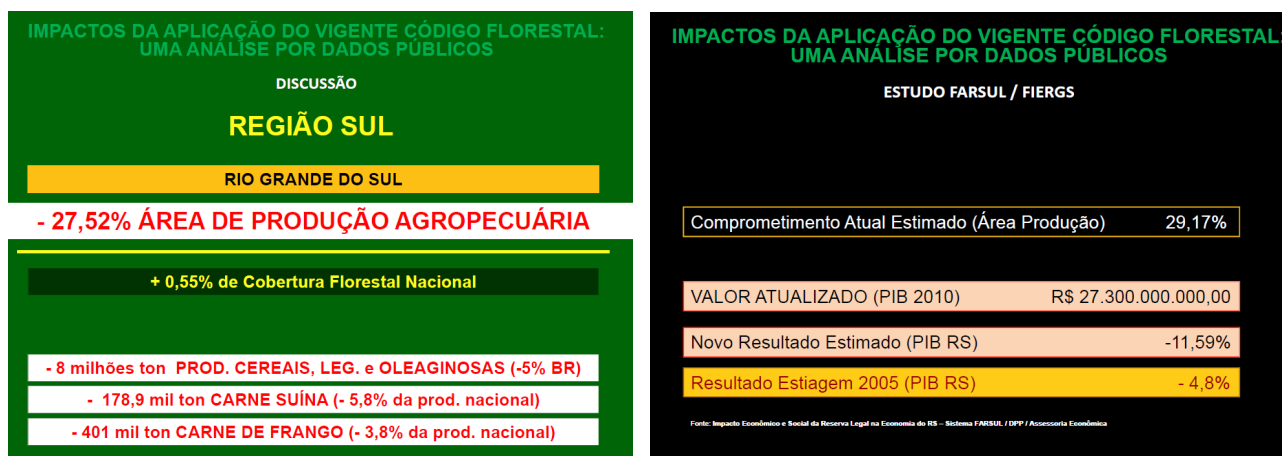 IMPACTOS DA APLICAÇÃO DO VIGENTE CÓDIGO FLORESTAL:
UMA ANÁLISE POR DADOS PÚBLICOS
DISCUSSÃO
REGIÃO SUL
RIO GRANDE DO SUL
- 27,52% ÁREA DE PRODUÇÃO AGROPECUÁRIA
+ 0,55% de Cobertura Florestal Nacional
- 8 milhões ton PROD. CEREAIS, LEG. e OLEAGINOSAS (-5% BR)
- 178,9 mil ton CARNE SUÍNA (- 5,8% da prod. nacional)
- 401 mil ton CARNE DE FRANGO (- 3,8% da prod. nacional)
IMPACTOS DA APLICAÇÃO DO VIGENTE CÓDIGO FLORESTAL:
UMA ANÁLISE POR DADOS PÚBLICOS
ESTUDO FARSUL / FIERGS
Comprometimento Atual Estimado (Área Produção) 29,17%
VALOR ATUALIZADO (PIB 2010) R$ 27.300.000.000,00
Novo Resultado Estimado (PIB RS) -11,59%
Resultado Estiagem 2005 (PIB RS) - 4,8%
Fonte: Impacto Econômico e Social da Reserva Legal na Economia do RS – Sistema FARSUL / DPP / Assessoria Econômica